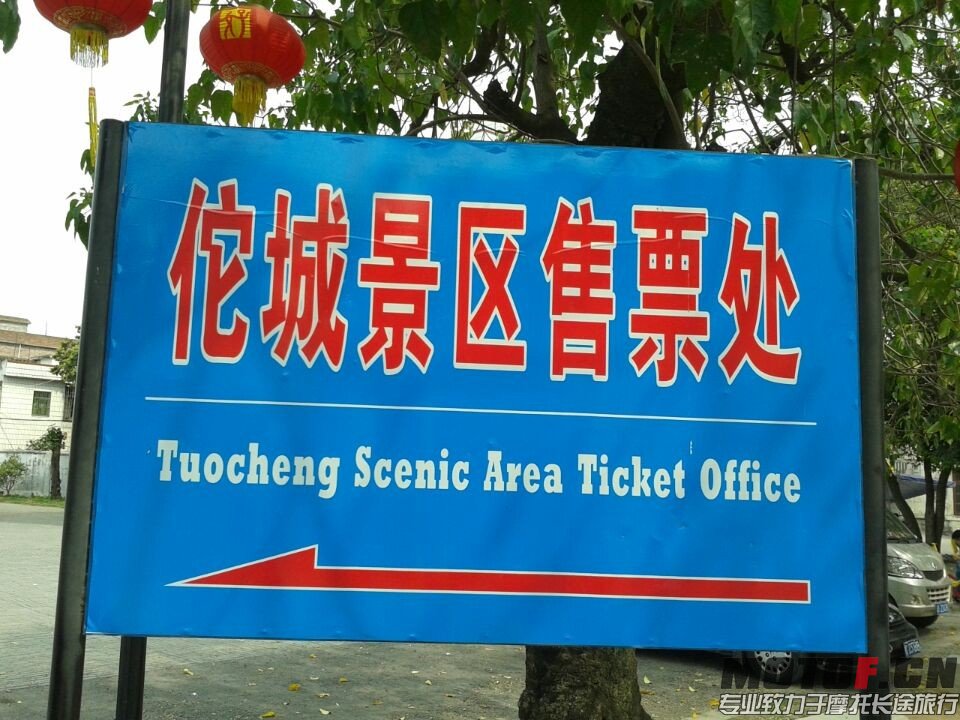 佗城景区售票处
Tuocheng Scenic Area Ticket Office
MOTOF.CN
专业致力于摩托长途旅行